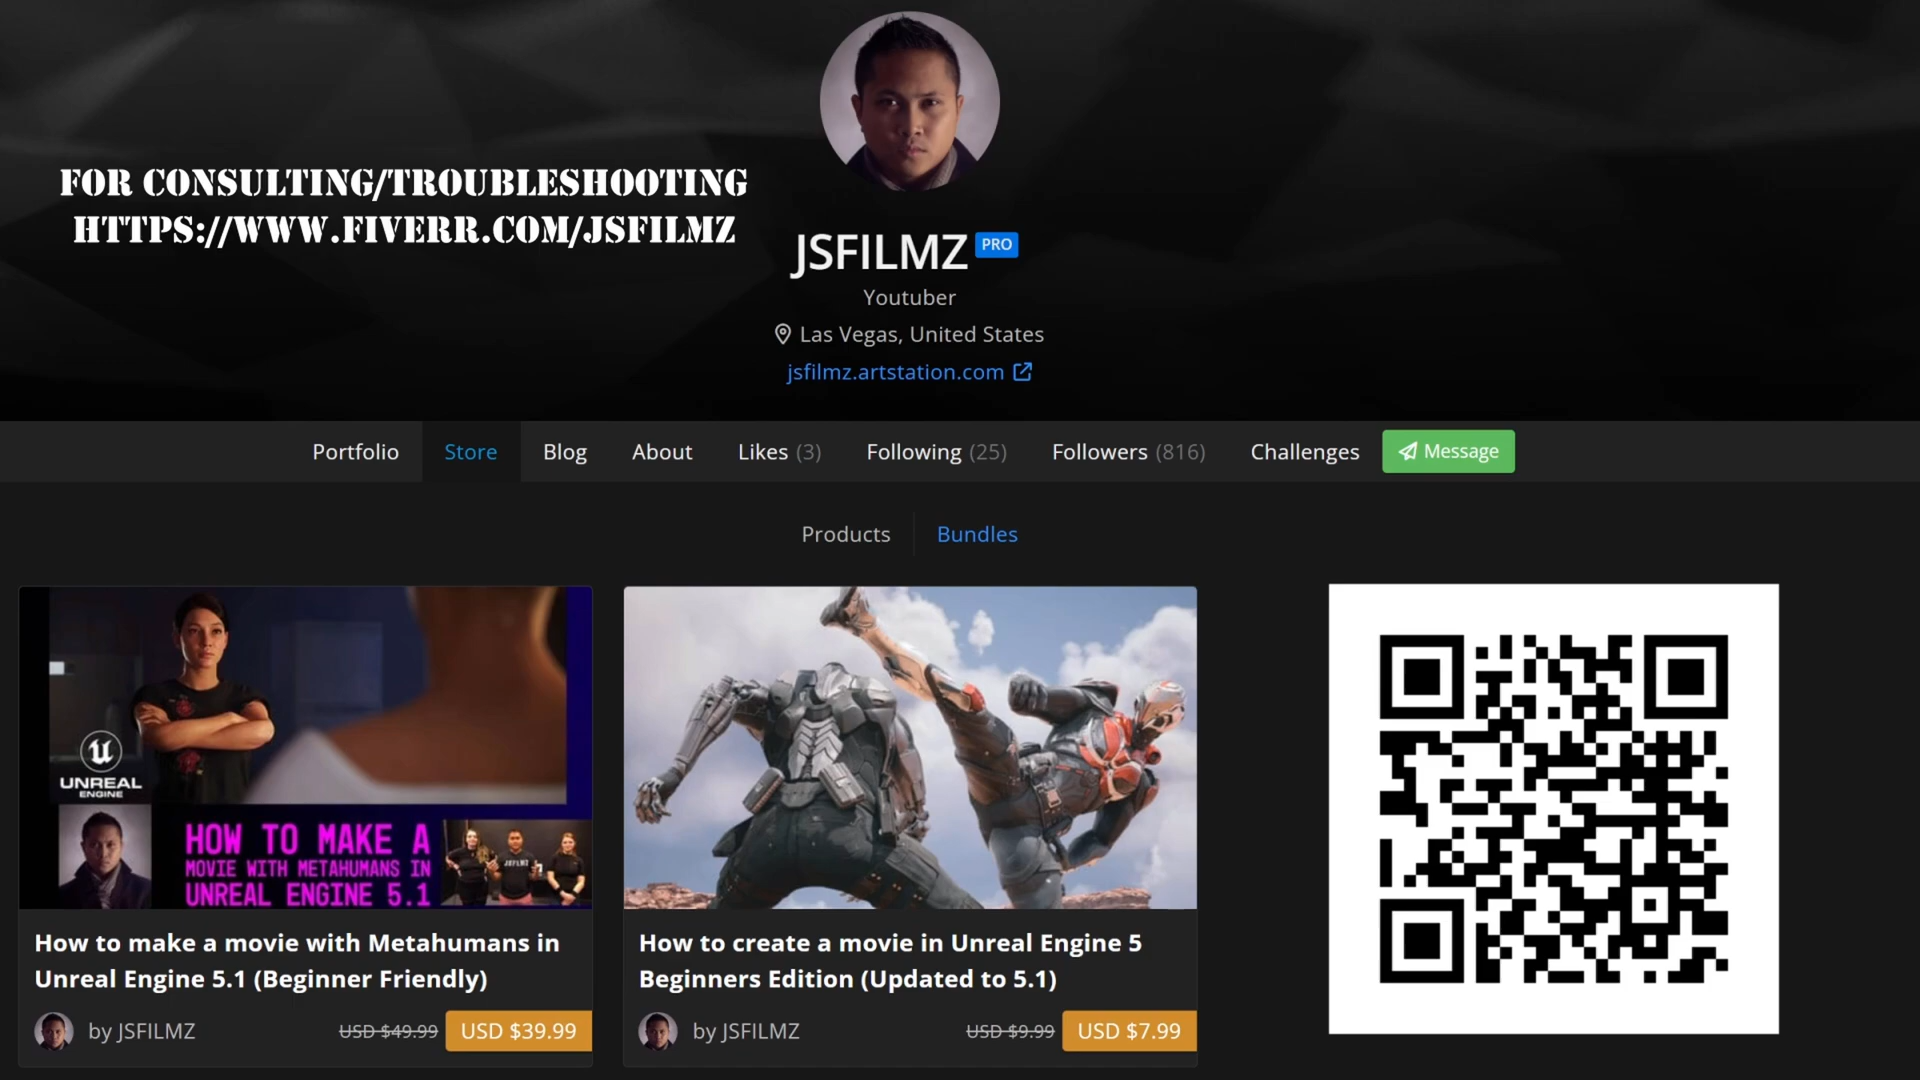 FOR CONSULTING/TROUBLESHOOTING
HTTPS://WWW.FIVERR.COM/JSFILMZ
JSFILMZ PRO
Youtuber
Las Vegas, United States
jsfilmz.artstation.com
Portfolio Store Blog About Likes (3) Following (25) Followers (816) Challenges Message
Products Bundles
UNREAL
ENGINE
HOW TO MAKE A
MOVIE WITH METAHUMANS IN
UNREAL ENGINE 5.1
JSFILMZ
How to make a movie with Metahumans in
Unreal Engine 5.1 (Beginner Friendly)
by JSFILMZ USD $49.99 USD $39.99
How to create a movie in Unreal Engine 5
Beginners Edition (Updated to 5.1)
by JSFILMZ USD $9.99 USD $7.99